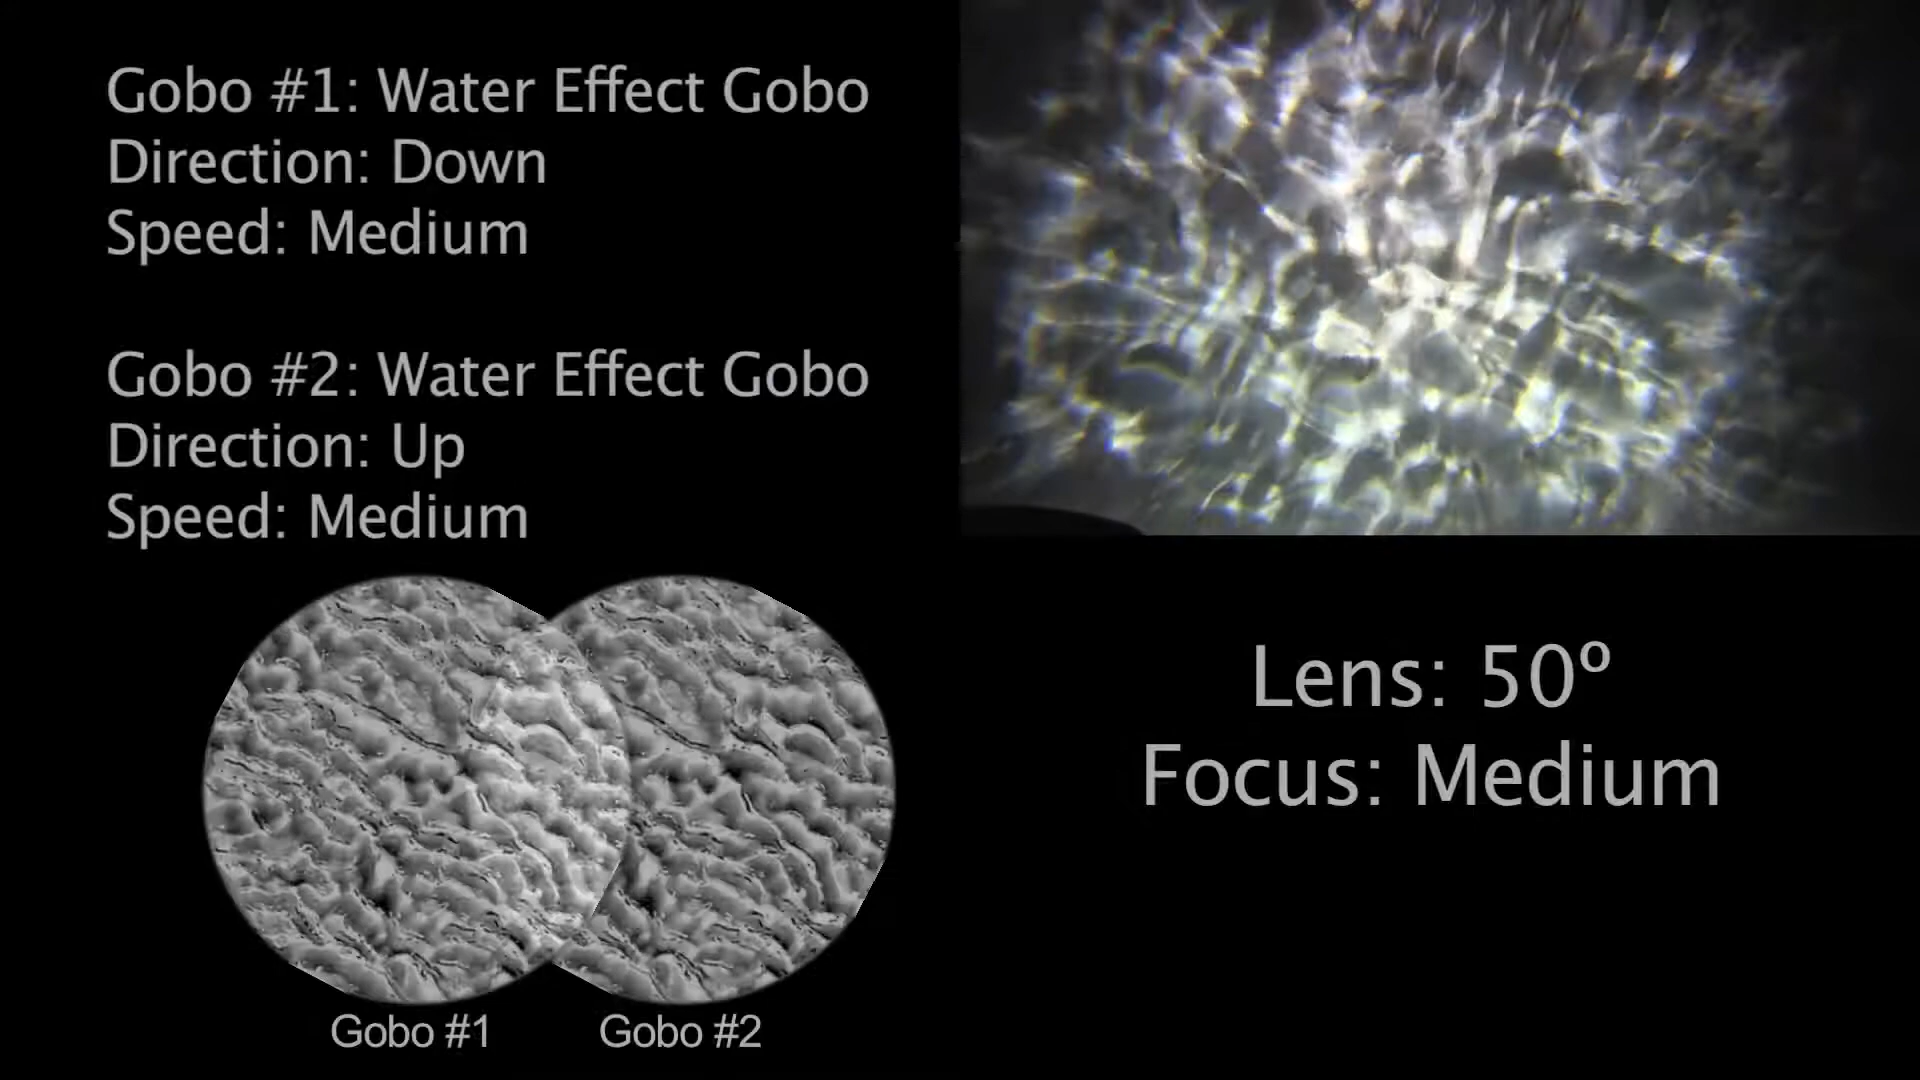 Gobo #1: Water Effect Gobo
Direction: Down
Speed: Medium
Gobo #2: Water Effect Gobo
Direction: Up
Speed: Medium
Gobo #1
Gobo #2
Lens: 50º
Focus: Medium